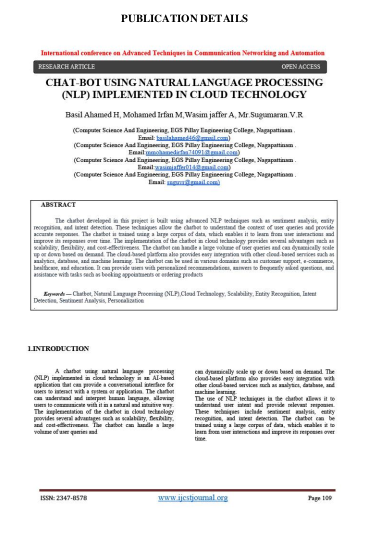 PUBLICATION DETAILS
International conference on Advanced Techniques in Communication Networking and Automation
RESEARCH ARTICLE OPEN ACCESS
CHAT-BOT USING NATURAL LANGUAGE PROCESSING
(NLP) IMPLEMENTED IN CLOUD TECHNOLOGY
Basil Ahamed H, Mohamed Irfan M,Wasim jaffer A, Mr.Sugumaran.V.R
(Computer Science And Engineering, EGS Pillay Engineering College, Nagapattinam .
Email: basilahamed46@gmail.com)
(Computer Science And Engineering, EGS Pillay Engineering College, Nagapattinam .
Email:mmohamedirfan74091@gmail.com)
(Computer Science And Engineering, EGS Pillay Engineering College, Nagapattinam .
Email:wasimjaffer014@gmail.com)
(Computer Science And Engineering, EGS Pillay Engineering College, Nagapattinam .
Email: suguvr@gmail.com)
ABSTRACT
The chatbot developed in this project is built using advanced NLP techniques such as sentiment analysis, entity
recognition, and intent detection. These techniques allow the chatbot to understand the context of user queries and provide
accurate responses. The chatbot is trained using a large corpus of data, which enables it to learn from user interactions and
improve its responses over time. The implementation of the chatbot in cloud technology provides several advantages such as
scalability, flexibility, and cost-effectiveness. The chatbot can handle a large volume of user queries and can dynamically scale
up or down based on demand. The cloud-based platform also provides easy integration with other cloud-based services such as
analytics, database, and machine learning. The chatbot can be used in various domains such as customer support, e-commerce,
healthcare, and education. It can provide users with personalized recommendations, answers to frequently asked questions, and
assistance with tasks such as booking appointments or ordering products
Keywords — Chatbot, Natural Language Processing (NLP),Cloud Technology, Scalability, Entity Recognition, Intent
Detection, Sentiment Analysis, Personalization
1.INTRODUCTION
A chatbot using natural language processing
(NLP) implemented in cloud technology is an AI-based
application that can provide a conversational interface for
users to interact with a system or application. The chatbot
can understand and interpret human language, allowing
users to communicate with it in a natural and intuitive way.
The implementation of the chatbot in cloud technology
provides several advantages such as scalability, flexibility,
and cost-effectiveness. The chatbot can handle a large
volume of user queries and
can dynamically scale up or down based on demand. The
cloud-based platform also provides easy integration with
other cloud-based services such as analytics, database, and
machine learning.
The use of NLP techniques in the chatbot allows it to
understand user intent and provide relevant responses.
These techniques include sentiment analysis, entity
recognition, and intent detection. The chatbot can be
trained using a large corpus of data, which enables it to
learn from user interactions and improve its responses over
time.
ISSN: 2347-8578 www.ijcstjournal.org Page 109